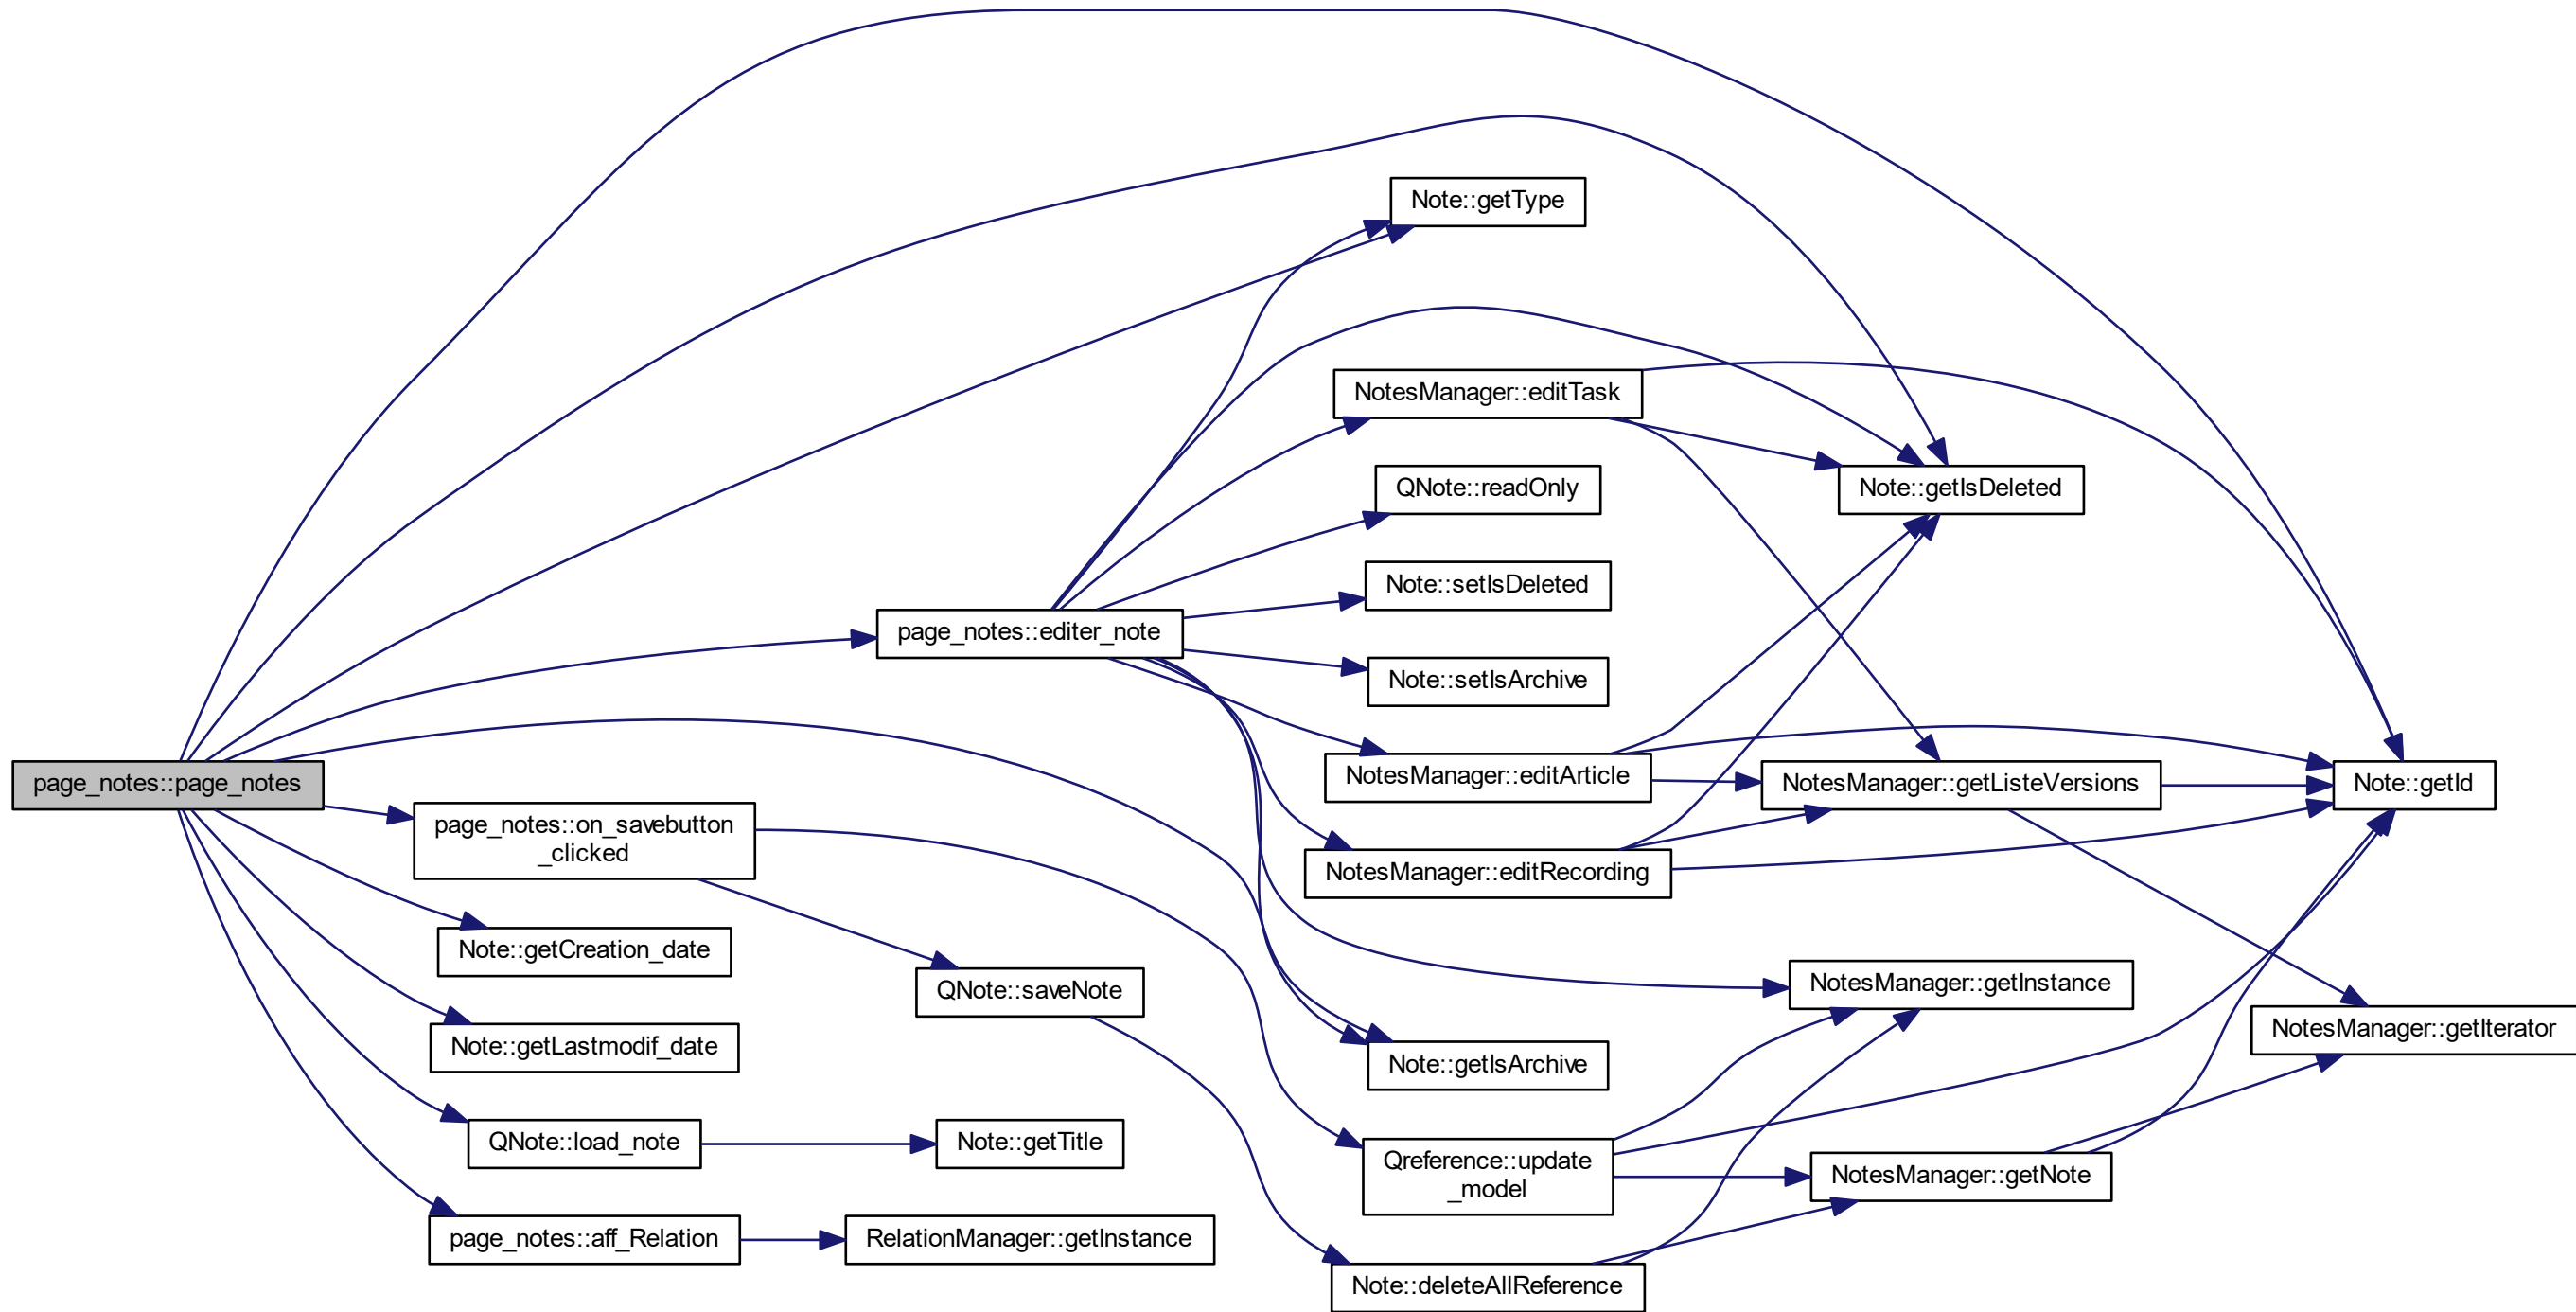 Note::getType
NotesManager::editTask
QNote::readOnly
Note::getIsDeleted
Note::setIsDeleted
page_notes::editer_note
Note::setIsArchive
page_notes::page_notes
NotesManager::editArticle
NotesManager::getListeVersions
Note::getId
page_notes::on_savebutton
_clicked
NotesManager::editRecording
Note::getCreation_date
QNote::saveNote
NotesManager::getInstance
Note::getLastmodif_date
NotesManager::getIterator
Note::getIsArchive
QNote::load_note
Note::getTitle
Qreference::update
_model
NotesManager::getNote
page_notes::aff_Relation
RelationManager::getInstance
Note::deleteAllReference